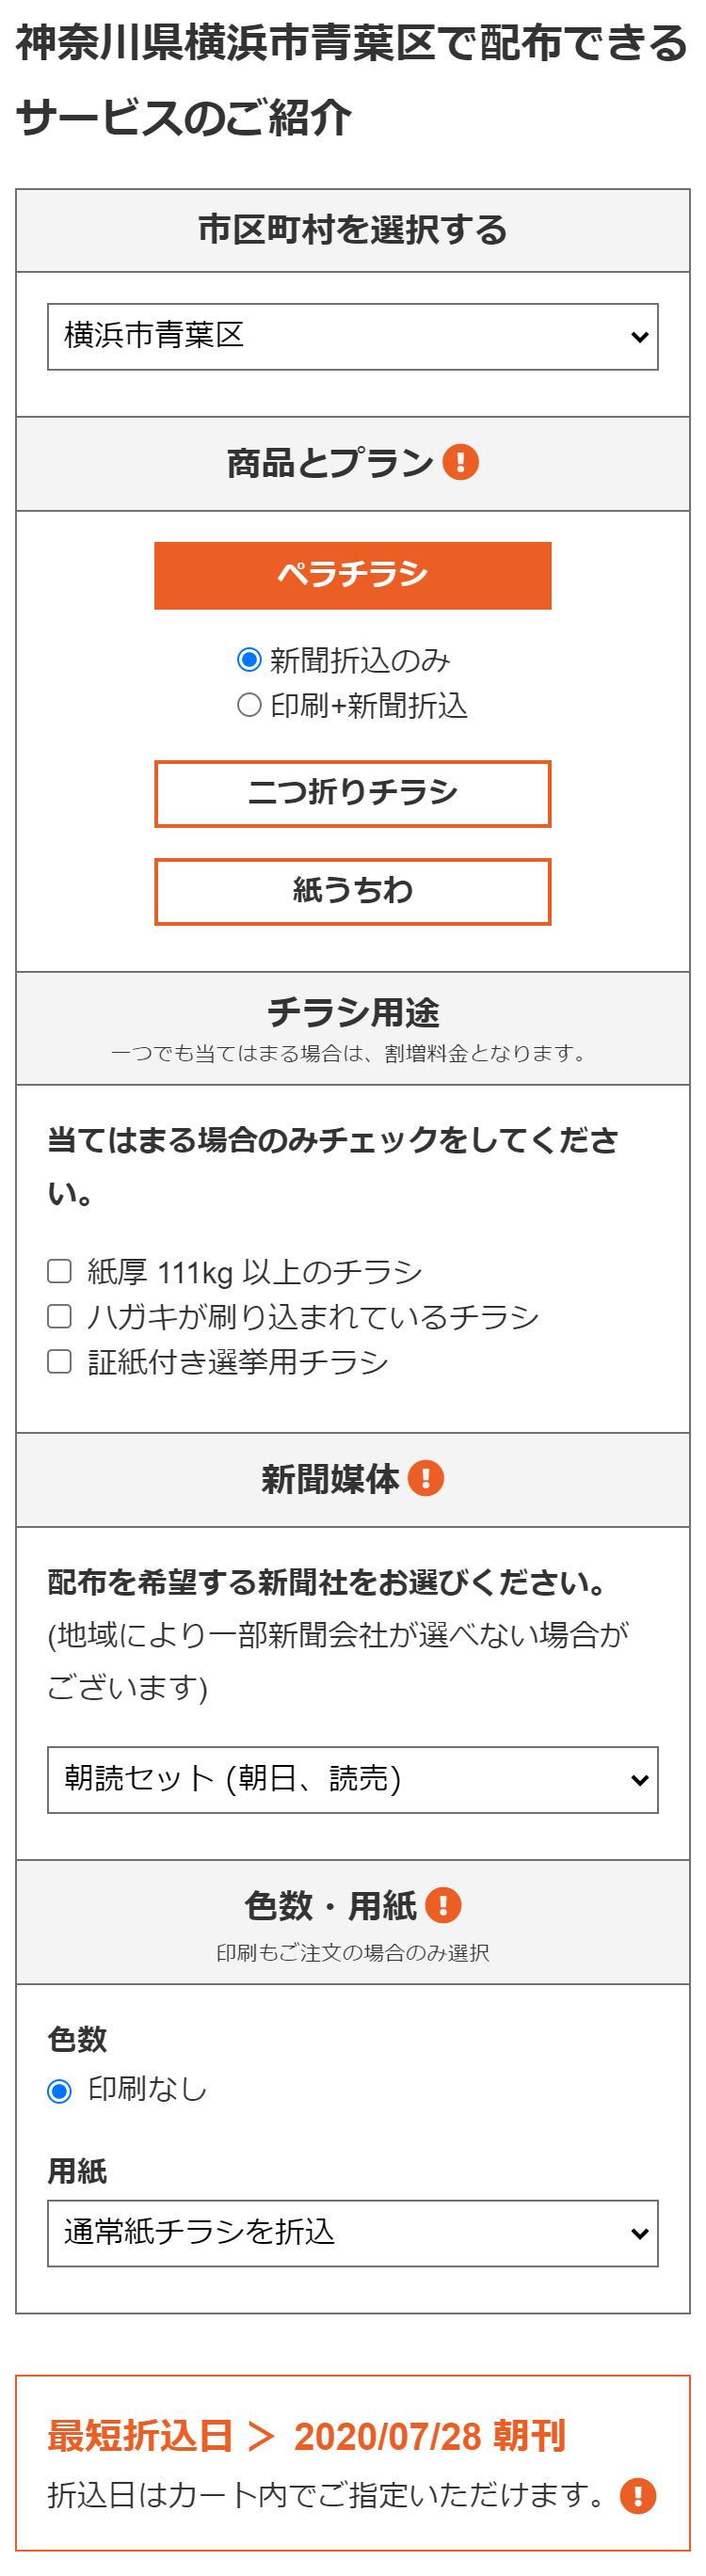 神奈川県横浜市青葉区で配布できる
サービスのご紹介
市区町村を選択する
横浜市青葉区
商品とプラン
ペラチラシ
新聞折込のみ
印刷+新聞折込
二つ折りチラシ
紙うちわ
チラシ用途
一つでも当てはまる場合は、割増料金となります。
当てはまる場合のみチェックをしてくださ
い。
紙厚 111kg 以上のチラシ
ハガキが刷り込まれているチラシ
証紙付き選挙用チラシ
新聞媒体
配布を希望する新聞社をお選びください。
(地域により一部新聞会社が選べない場合が
ございます)
朝読セット (朝日、読売)
色数・用紙
印刷もご注文の場合のみ選択
色数
印刷なし
用紙
通常紙チラシを折込
最短折込日 ＞ 2020/07/28 朝刊
折込日はカート内でご指定いただけます。